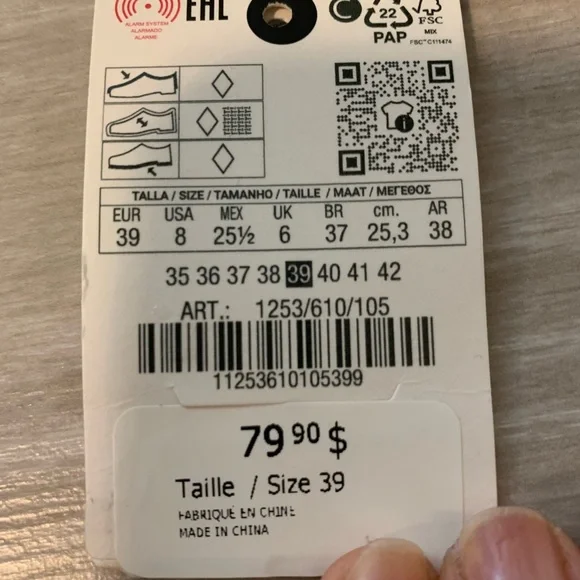 ALARM SYSTEM
ALARMADO
ALARME
EAC
22
PAP
FSC
MIX
FSC™ C111474
TALLA / SIZE / TAMANHO / TAILLE / MAAT / ΜΕΓΕΘΟΣ
EUR USA MEX UK BR cm. AR
39 8 25½ 6 37 25,3 38
35 36 37 38 39 40 41 42
ART.: 1253/610/105
11253610105399
79 90 $
Taille / Size 39
FABRIQUÉ EN CHINE
MADE IN CHINA